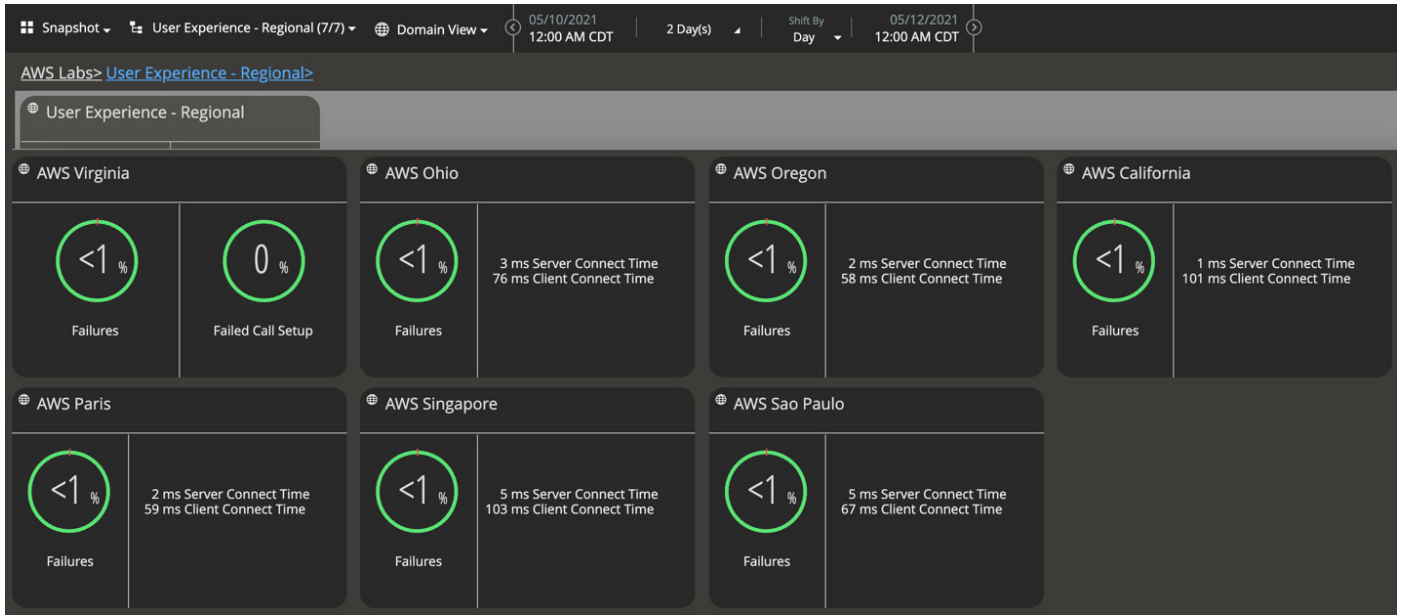 Snapshot User Experience - Regional (7/7) Domain View 05/10/2021 12:00 AM CDT 2 Day(s) Shift By Day 05/12/2021 12:00 AM CDT
AWS Labs> User Experience - Regional>
User Experience - Regional
AWS Virginia
<1 %
Failures
0 %
Failed Call Setup
AWS Ohio
<1 %
Failures
3 ms Server Connect Time
76 ms Client Connect Time
AWS Oregon
<1 %
Failures
2 ms Server Connect Time
58 ms Client Connect Time
AWS California
<1 %
Failures
1 ms Server Connect Time
101 ms Client Connect Time
AWS Paris
<1 %
Failures
2 ms Server Connect Time
59 ms Client Connect Time
AWS Singapore
<1 %
Failures
5 ms Server Connect Time
103 ms Client Connect Time
AWS Sao Paulo
<1 %
Failures
5 ms Server Connect Time
67 ms Client Connect Time